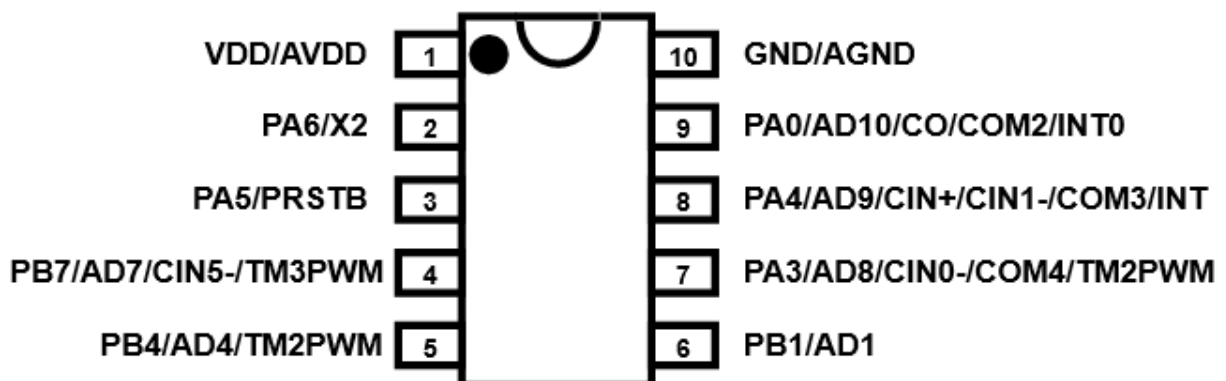 VDD/AVDD 1 10 GND/AGND
PA6/X2 2 9 PA0/AD10/CO/COM2/INT0
PA5/PRSTB 3 8 PA4/AD9/CIN+/CIN1-/COM3/INT
PB7/AD7/CIN5-/TM3PWM 4 7 PA3/AD8/CIN0-/COM4/TM2PWM
PB4/AD4/TM2PWM 5 6 PB1/AD1